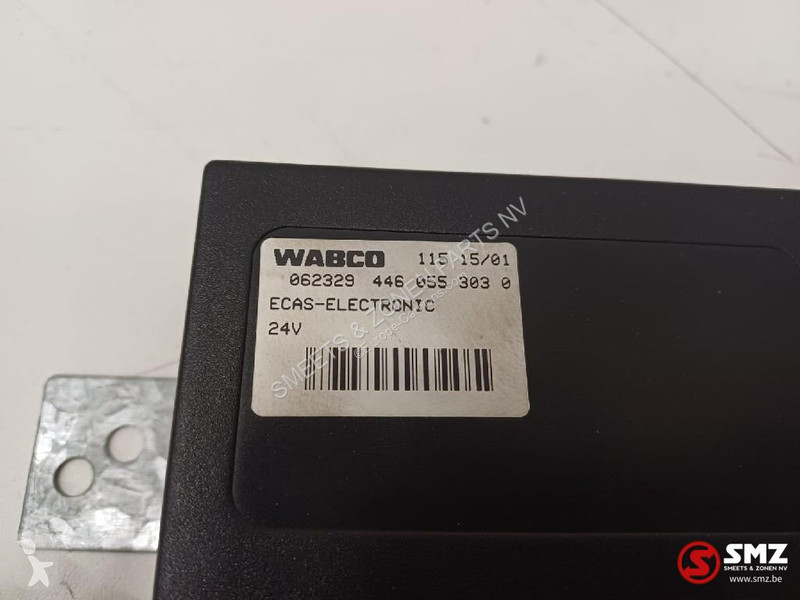 WABCO 115 15/01
062329 446 055 303 0
ECAS-ELECTRONIC
24V
SMEETS & ZONEN PARTS NV
SMZ
SMEETS & ZONEN NV
smz.be